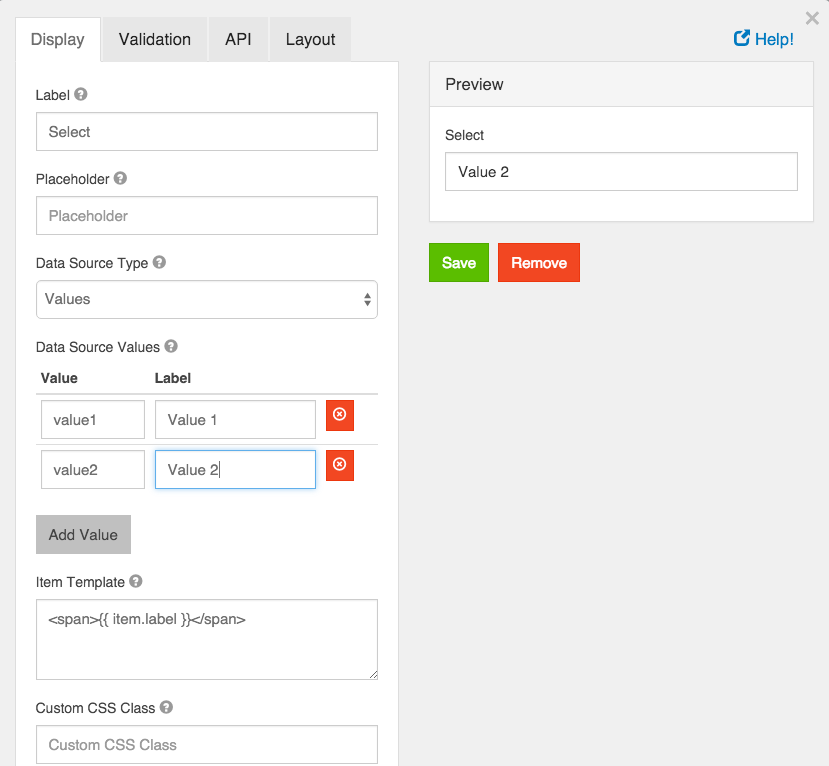 Display Validation API Layout
Help!
Label
Select
Placeholder
Placeholder
Data Source Type
Values
Data Source Values
Value Label
value1 Value 1
value2 Value 2
Add Value
Item Template
<span>{{ item.label }}</span>
Custom CSS Class
Custom CSS Class
Preview
Select
Value 2
Save Remove